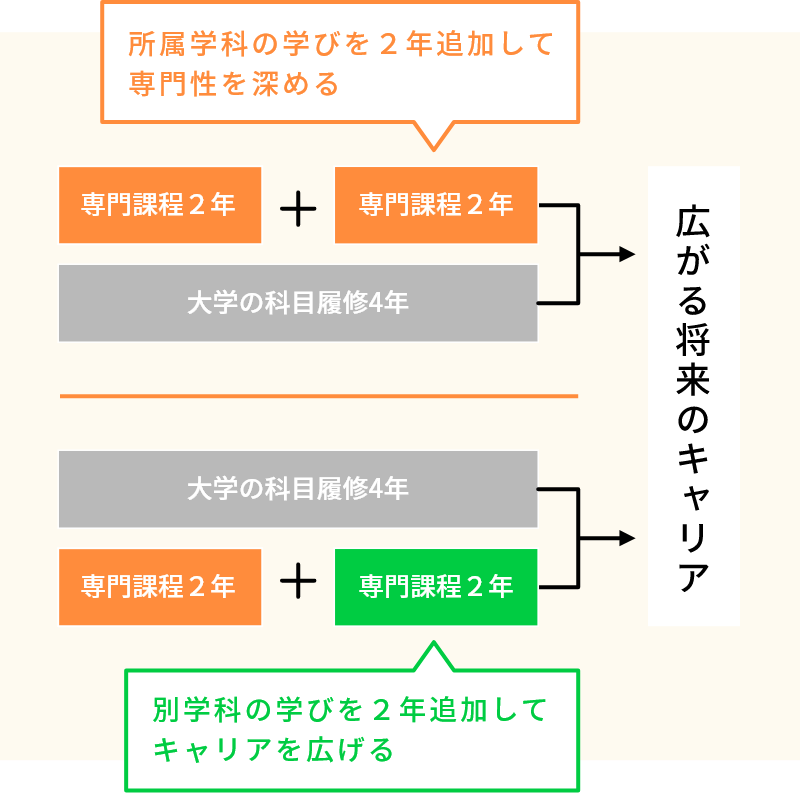 所属学科の学びを２年追加して
専門性を深める
専門課程２年
＋
専門課程２年
大学の科目履修4年
広がる将来のキャリア
大学の科目履修4年
専門課程２年
＋
専門課程２年
別学科の学びを２年追加して
キャリアを広げる